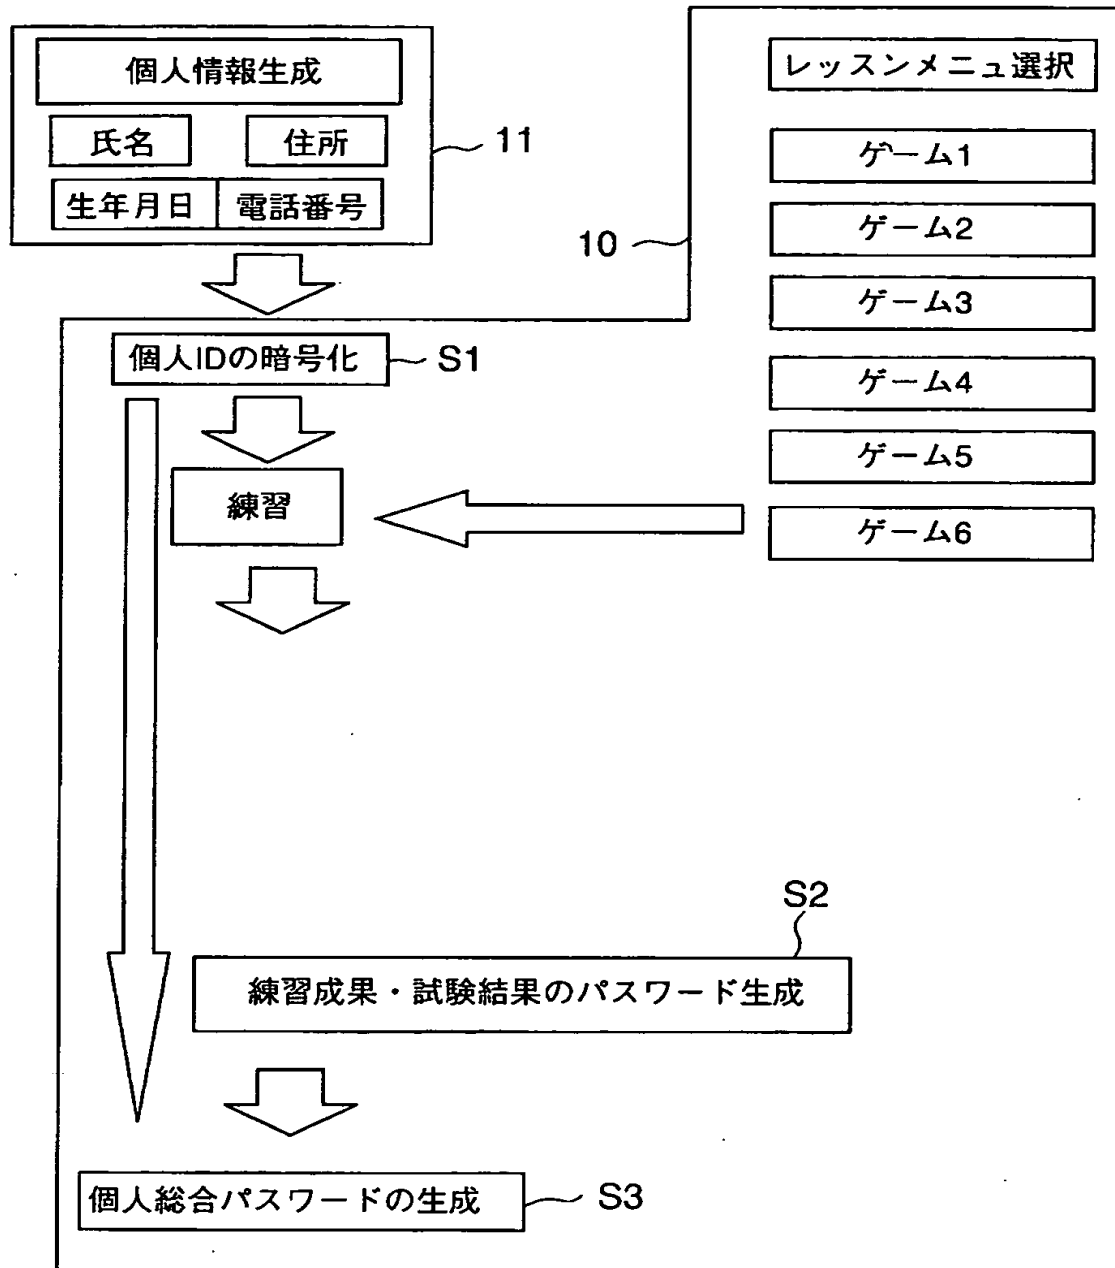 個人情報生成
氏名
住所
生年月日
電話番号
11
10
レッスンメニュ選択
ゲーム1
ゲーム2
ゲーム3
ゲーム4
ゲーム5
ゲーム6
個人IDの暗号化
S1
練習
S2
練習成果・試験結果のパスワード生成
個人総合パスワードの生成
S3